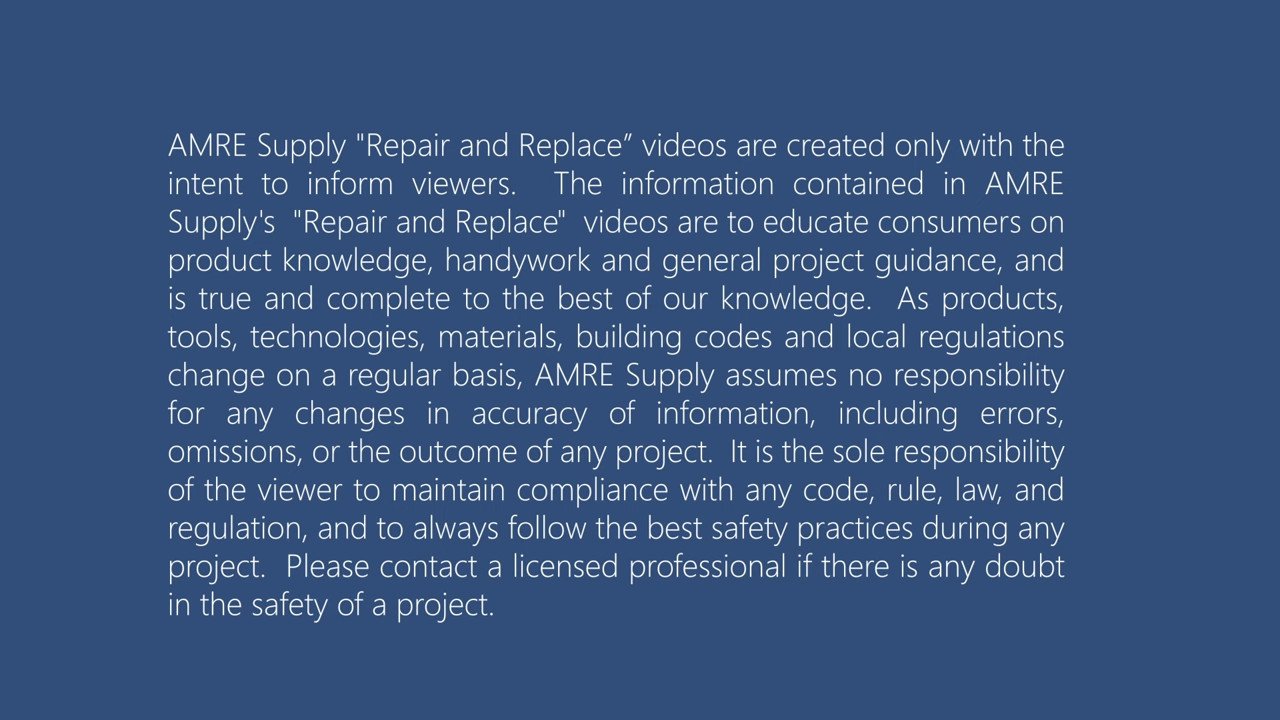 AMRE Supply "Repair and Replace” videos are created only with the
intent to inform viewers.  The information contained in AMRE
Supply's  "Repair and Replace"  videos are to educate consumers on
product knowledge, handywork and general project guidance, and
is true and complete to the best of our knowledge.  As products,
tools, technologies, materials, building codes and local regulations
change on a regular basis, AMRE Supply assumes no responsibility
for any changes in accuracy of information, including errors,
omissions, or the outcome of any project.  It is the sole responsibility
of the viewer to maintain compliance with any code, rule, law, and
regulation, and to always follow the best safety practices during any
project.  Please contact a licensed professional if there is any doubt
in the safety of a project.